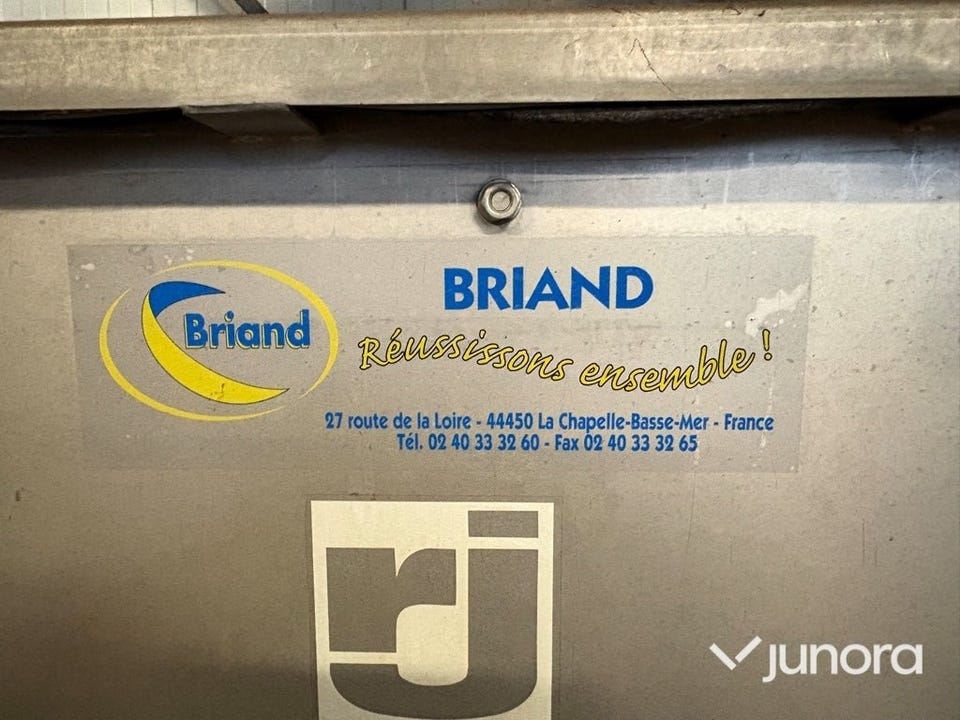 BRIAND
Briand
Réussissons ensemble !
27 route de la Loire - 44450 La Chapelle-Basse-Mer - France
Tél. 02 40 33 32 60 - Fax 02 40 33 32 65
rj
junora